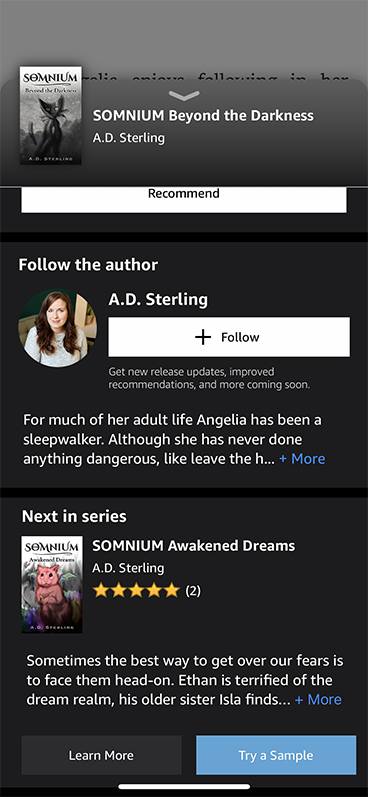 Angelia enjoys following in her
SOMNIUM
Beyond the Darkness
A.D. STERLING
SOMNIUM Beyond the Darkness
A.D. Sterling
Recommend
Follow the author
A.D. Sterling
+ Follow
Get new release updates, improved
recommendations, and more coming soon.
For much of her adult life Angelia has been a
sleepwalker. Although she has never done
anything dangerous, like leave the h... + More
Next in series
SOMNIUM
Awakened Dreams
A.D. STERLING
SOMNIUM Awakened Dreams
A.D. Sterling
(2)
Sometimes the best way to get over our fears is
to face them head-on. Ethan is terrified of the
dream realm, his older sister Isla finds... + More
Learn More
Try a Sample